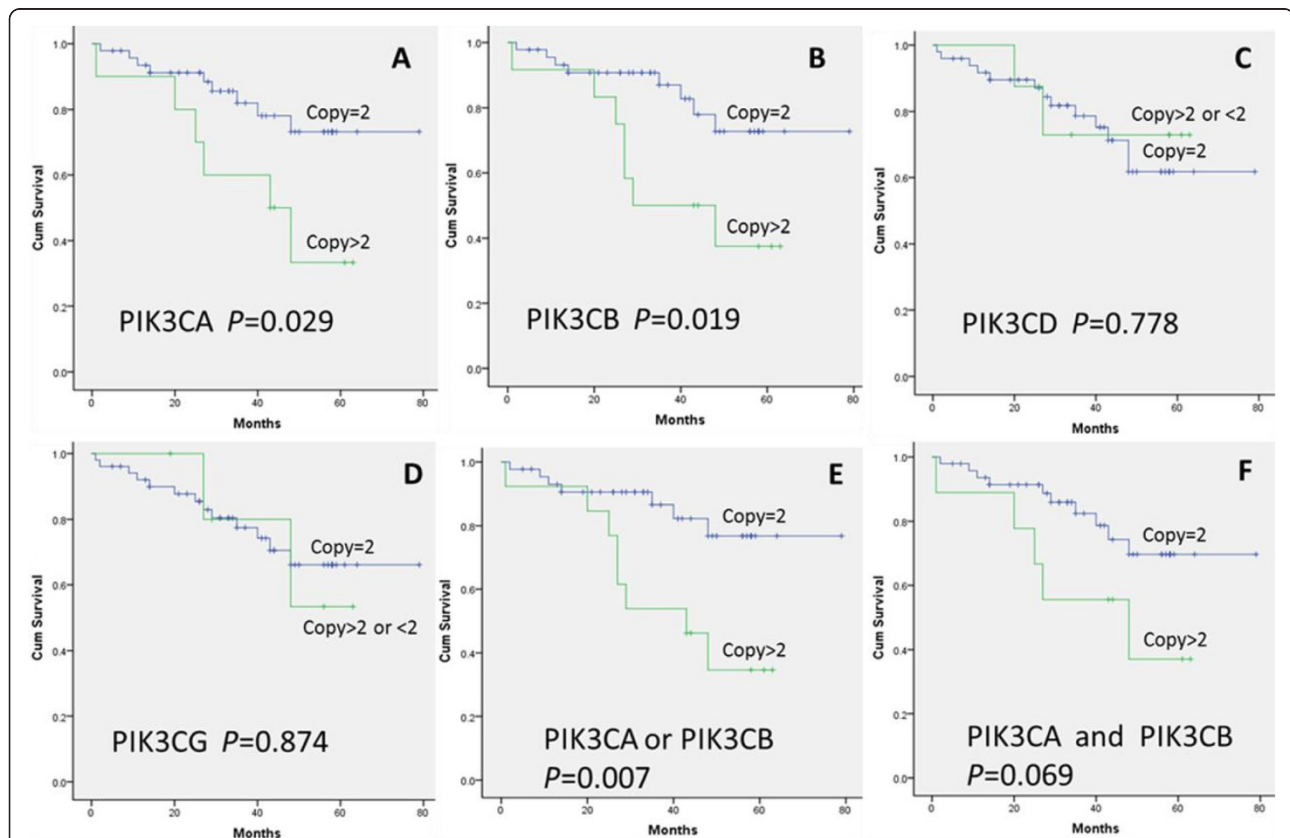 A
1.0
0.8
0.6
0.4
0.2
0.0
Cum Survival
Copy=2
Copy>2
PIK3CA P=0.029
0 20 40 60 80
Months
B
1.0
0.8
0.6
0.4
0.2
0.0
Cum Survival
Copy=2
Copy>2
PIK3CB P=0.019
0 20 40 60 80
Months
C
1.0
0.8
0.6
0.4
0.2
0.0
Cum Survival
Copy>2 or <2
Copy=2
PIK3CD P=0.778
0 20 40 60 80
Months
D
1.0
0.8
0.6
0.4
0.2
0.0
Cum Survival
Copy=2
Copy>2 or <2
PIK3CG P=0.874
0 20 40 60 80
Months
E
1.0
0.8
0.6
0.4
0.2
0.0
Cum Survival
Copy=2
Copy>2
PIK3CA or PIK3CB
P=0.007
0 20 40 60 80
Months
F
1.0
0.8
0.6
0.4
0.2
0.0
Cum Survival
Copy=2
Copy>2
PIK3CA and PIK3CB
P=0.069
0 20 40 60 80
Months